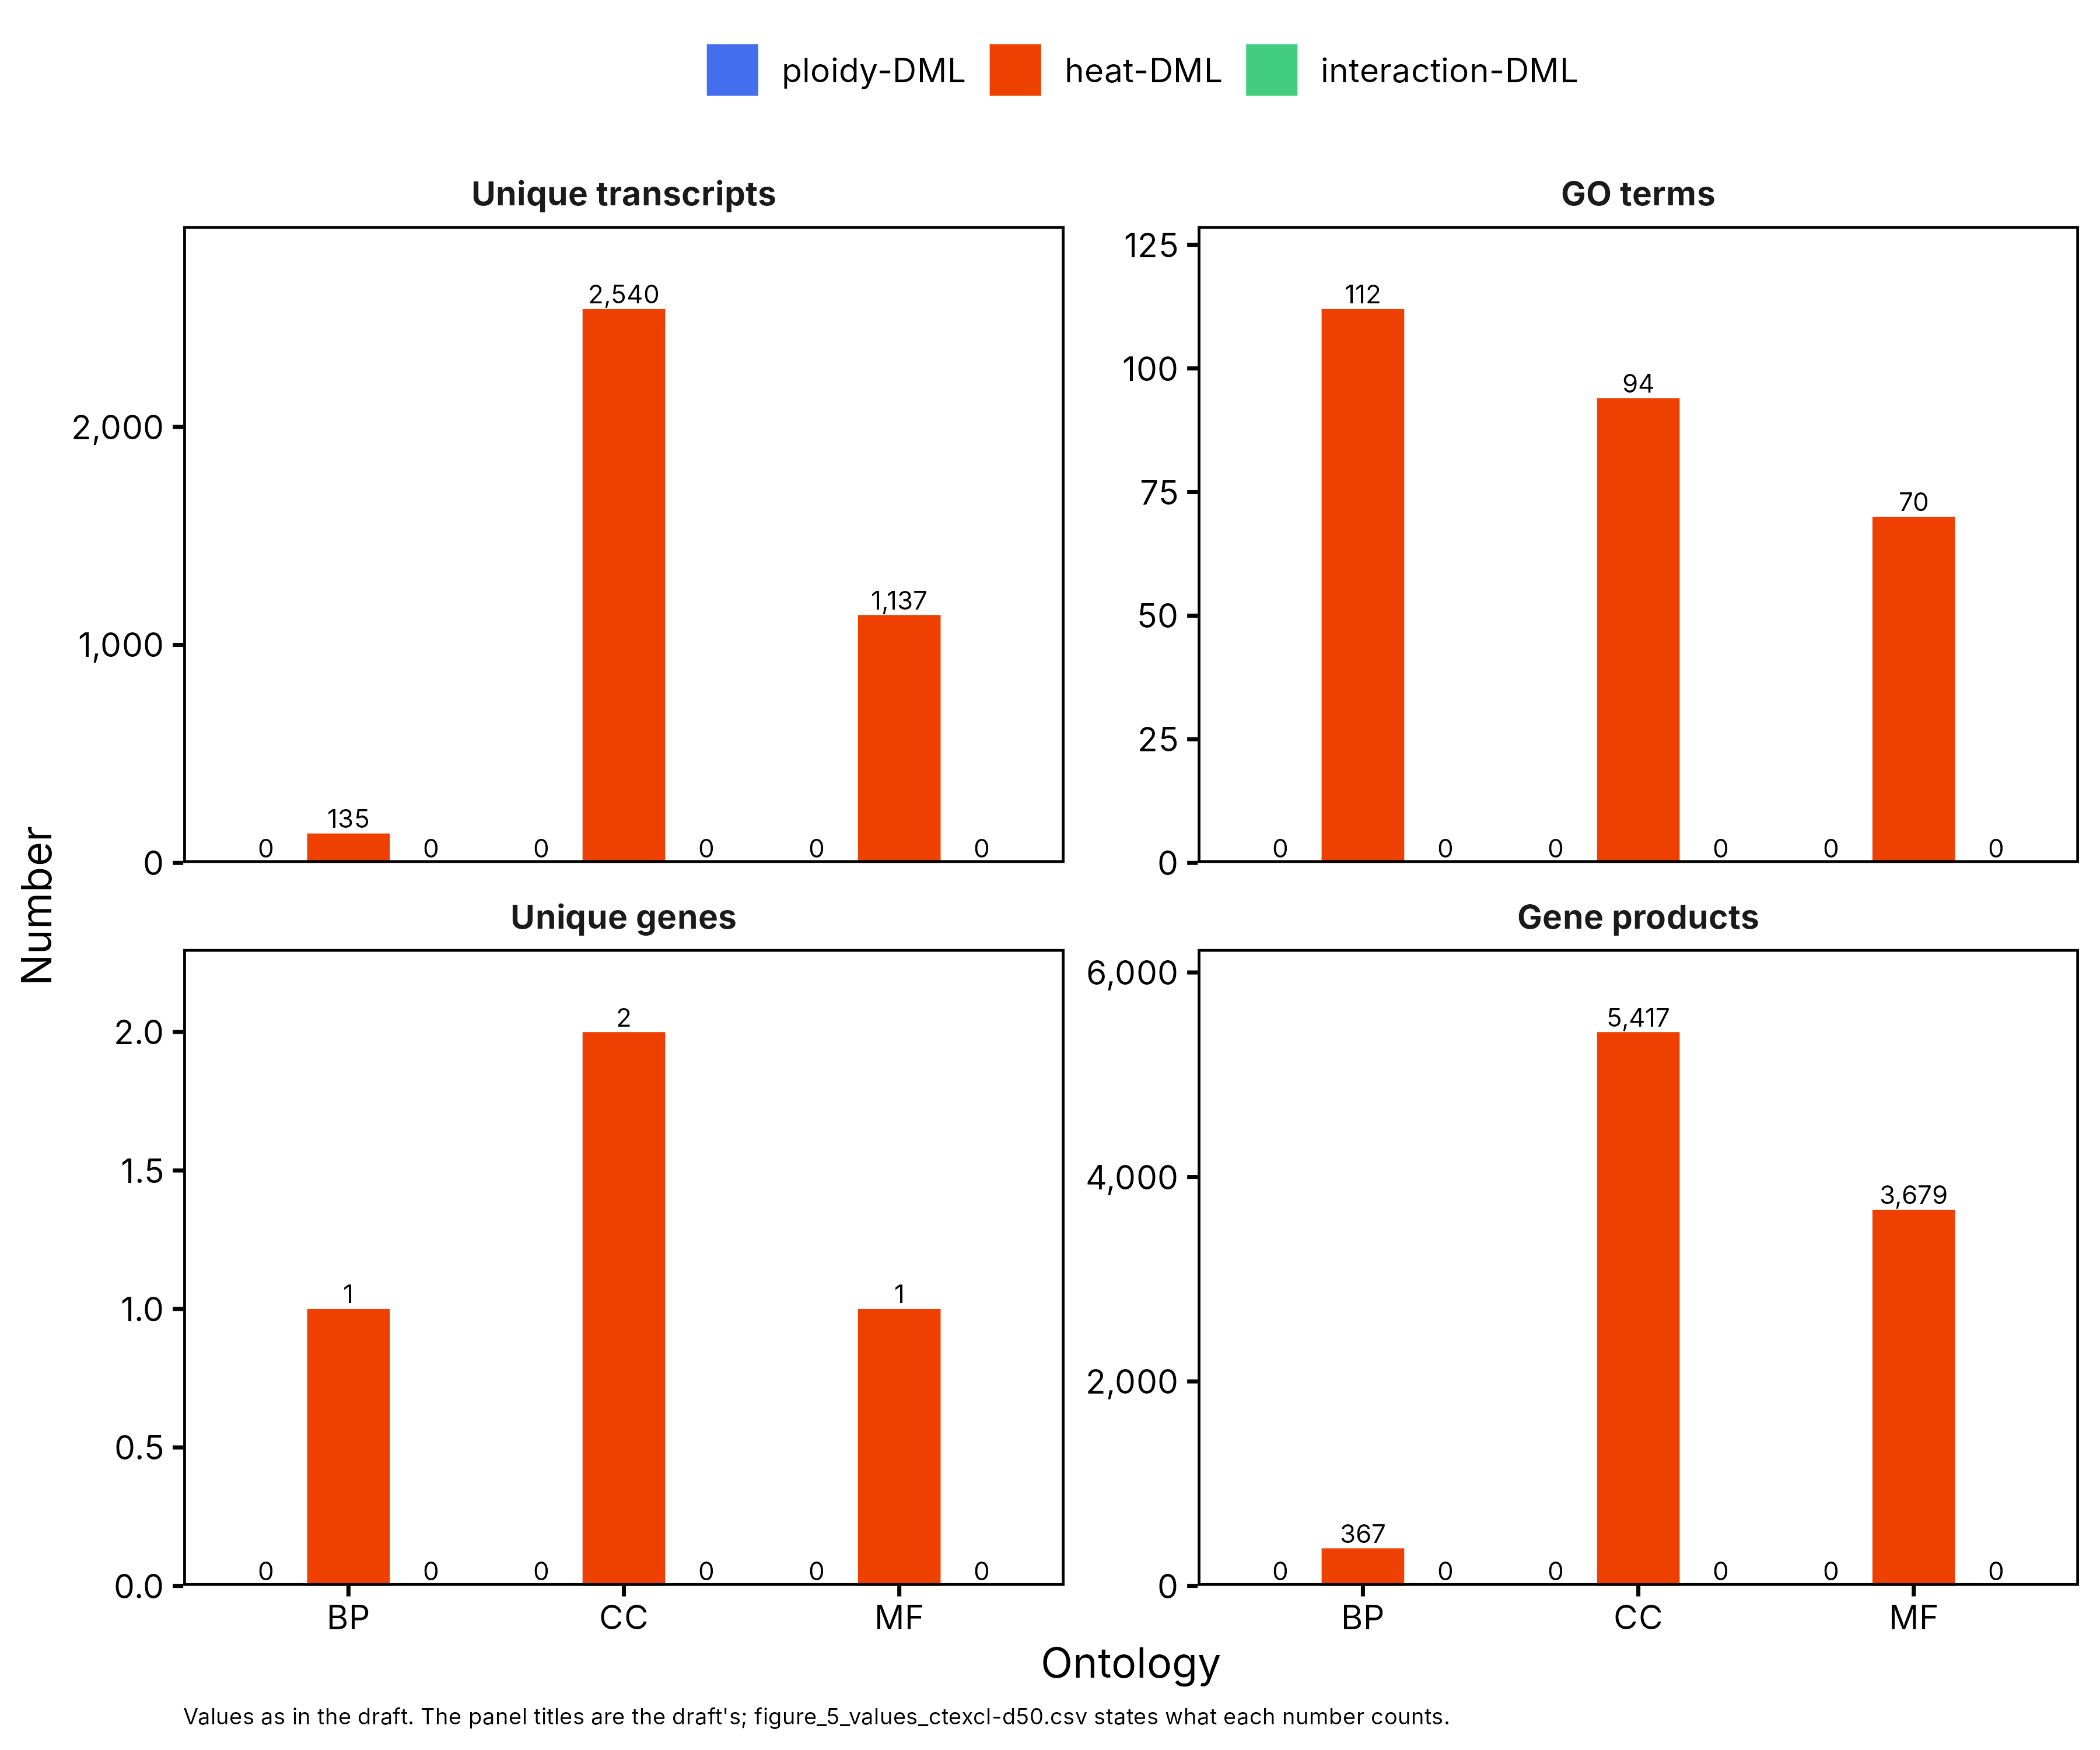 ploidy-DML heat-DML interaction-DML
Unique transcripts
2,000
1,000
0
0 135 0 0 2,540 0 0 1,137 0
GO terms
125
100
75
50
25
0
0 112 0 0 94 0 0 70 0
Number
Unique genes
2.0
1.5
1.0
0.5
0.0
0 1 0 0 2 0 0 1 0
BP CC MF
Gene products
6,000
4,000
2,000
0
0 367 0 0 5,417 0 0 3,679 0
BP CC MF
Ontology
Values as in the draft. The panel titles are the draft's; figure_5_values_ctexcl-d50.csv states what each number counts.